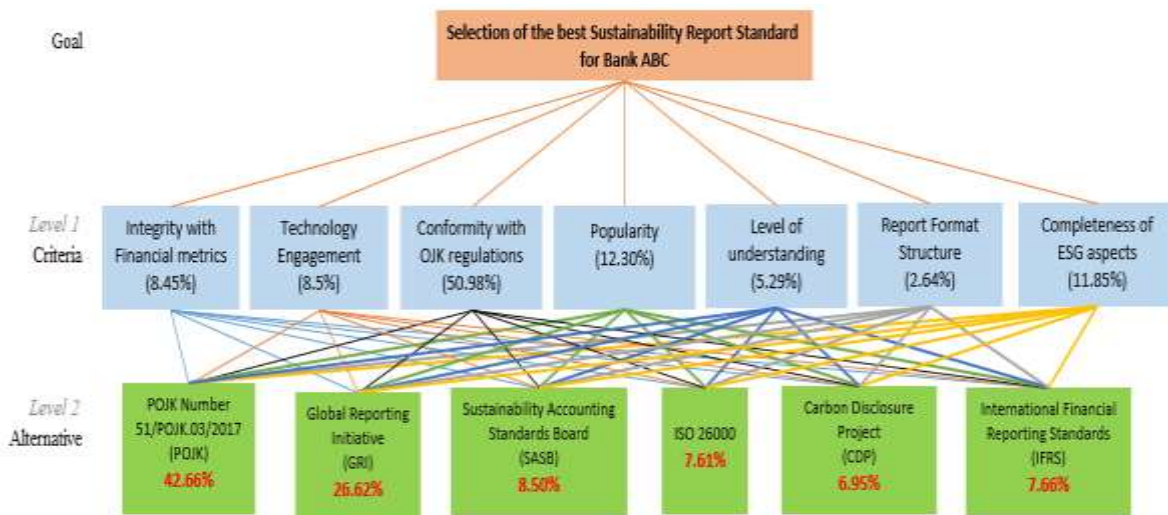 Goal
Selection of the best Sustainability Report Standard
for Bank ABC
Level 1
Criteria
Integrity with
Financial metrics
(8.45%)
Technology
Engagement
(8.5%)
Conformity with
OJK regulations
(50.98%)
Popularity
(12.30%)
Level of
understanding
(5.29%)
Report Format
Structure
(2.64%)
Completeness of
ESG aspects
(11.85%)
Level 2
Alternative
POJK Number
51/POJK.03/2017
(POJK)
42.66%
Global Reporting
Initiative
(GRI)
26.62%
Sustainability Accounting
Standards Board
(SASB)
8.50%
ISO 26000
7.61%
Carbon Disclosure
Project
(CDP)
6.95%
International Financial
Reporting Standards
(IFRS)
7.66%